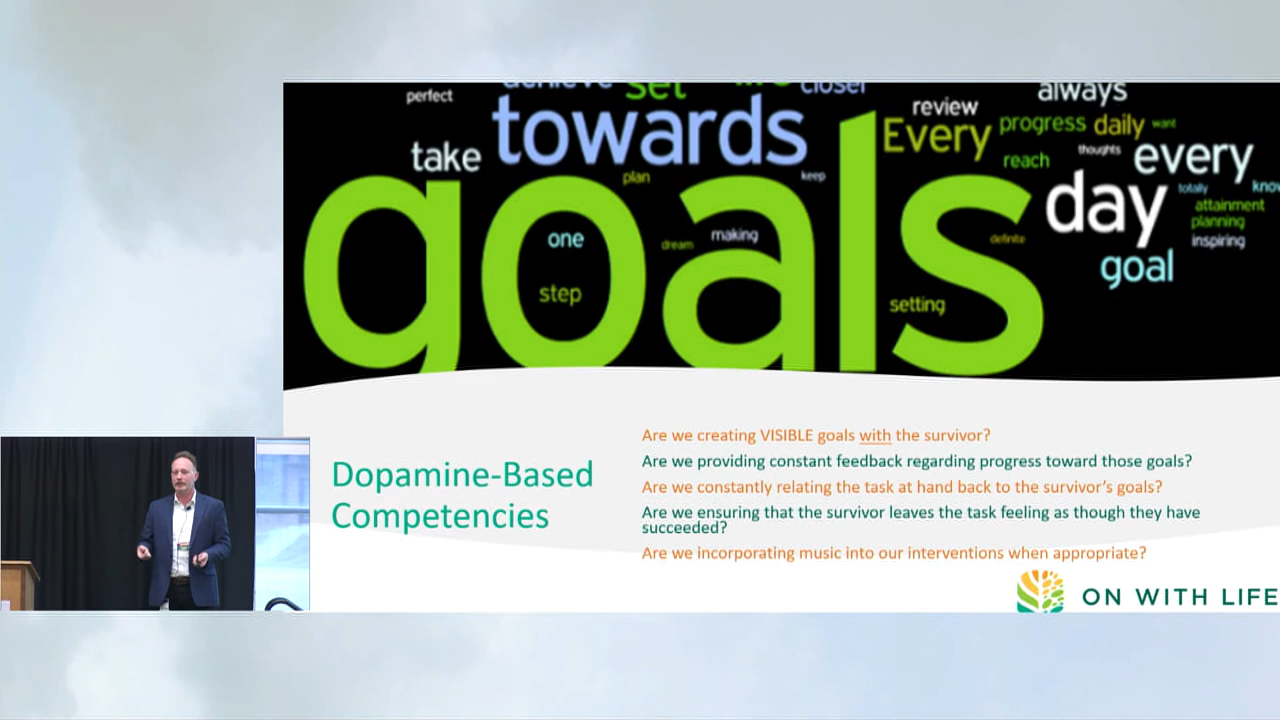 achieve set life closer
perfect towards review always
take Every progress daily want
plan keep reach thoughts every
goals day totally
one dream making definite attainment
planning
inspiring
step setting goal
Dopamine-Based
Competencies
Are we creating VISIBLE goals with the survivor?
Are we providing constant feedback regarding progress toward those goals?
Are we constantly relating the task at hand back to the survivor's goals?
Are we ensuring that the survivor leaves the task feeling as though they have
succeeded?
Are we incorporating music into our interventions when appropriate?
ON WITH LIFE